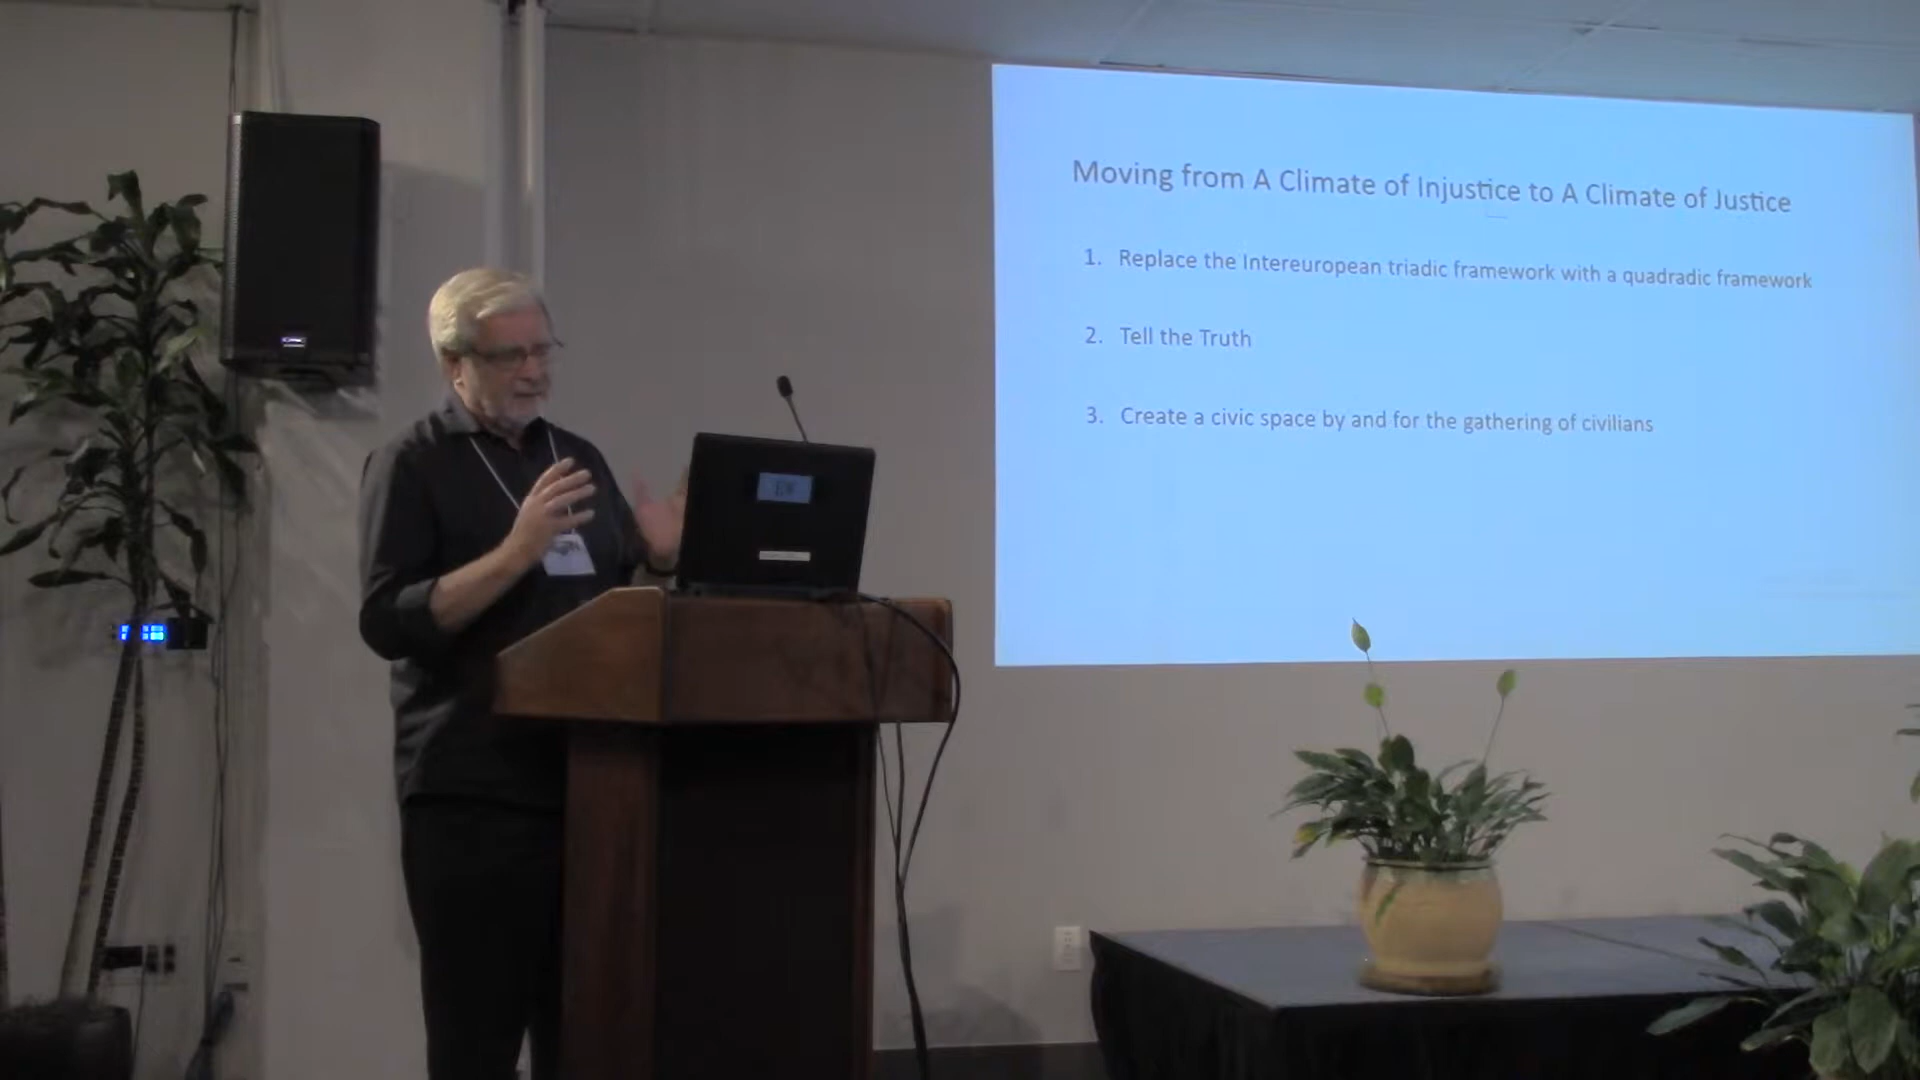 Moving from A Climate of Injustice to A Climate of Justice
1. Replace the Intereuropean triadic framework with a quadradic framework
2. Tell the Truth
3. Create a civic space by and for the gathering of civilians